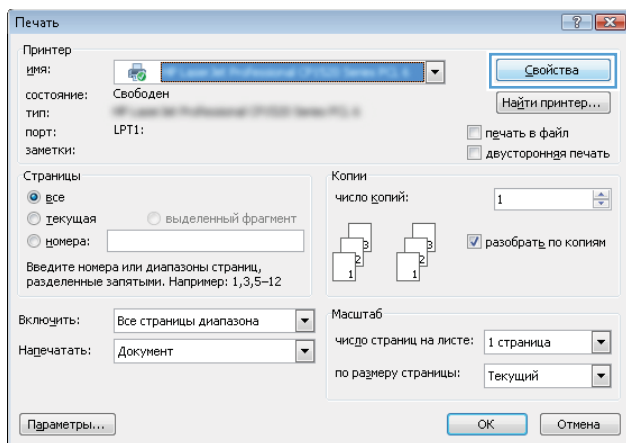 Печать
Принтер
имя:
Свойства
состояние: Свободен
Найти принтер...
тип:
порт: LPT1:
печать в файл
заметки:
двусторонняя печать
Страницы
все
текущая выделенный фрагмент
номера:
Введите номера или диапазоны страниц,
разделенные запятыми. Например: 1,3,5–12
Копии
число копий: 1
3
2
1
3
2
1
разобрать по копиям
Включить: Все страницы диапазона
Напечатать: Документ
Масштаб
число страниц на листе: 1 страница
по размеру страницы: Текущий
Параметры...
ОК Отмена